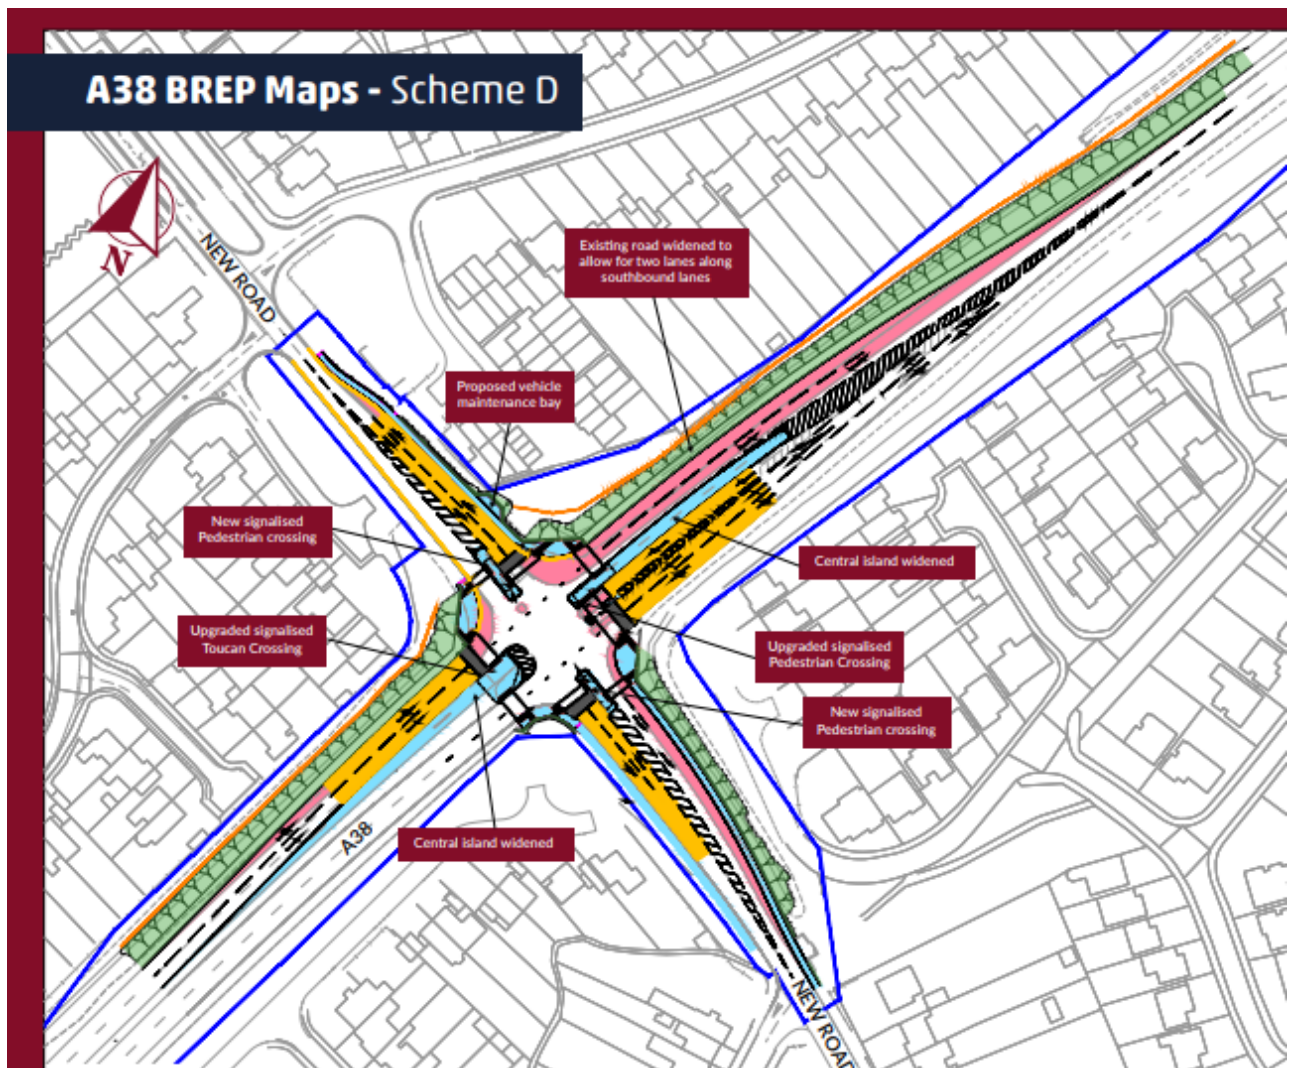 A38 BREP Maps - Scheme D
N
NEW ROAD
Existing road widened to
allow for two lanes along
southbound lanes
Proposed vehicle
maintenance bay
New signalised
Pedestrian crossing
Central island widened
Upgraded signalised
Toucan Crossing
Upgraded signalised
Pedestrian Crossing
New signalised
Pedestrian crossing
A38
Central island widened
NEW ROAD